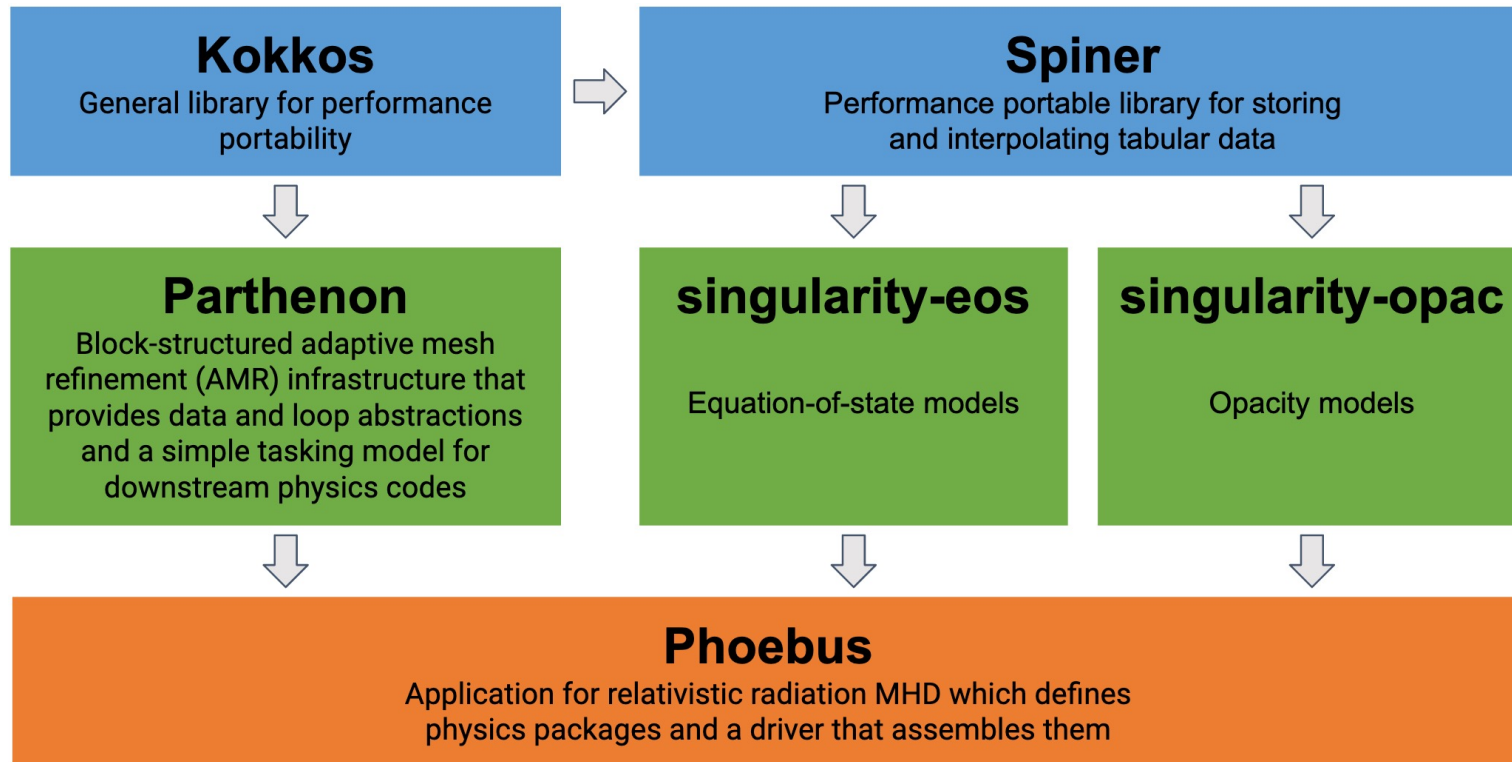 Kokkos
General library for performance
portability
Spiner
Performance portable library for storing
and interpolating tabular data
Parthenon
Block-structured adaptive mesh
refinement (AMR) infrastructure that
provides data and loop abstractions
and a simple tasking model for
downstream physics codes
singularity-eos
Equation-of-state models
singularity-opac
Opacity models
Phoebus
Application for relativistic radiation MHD which defines
physics packages and a driver that assembles them